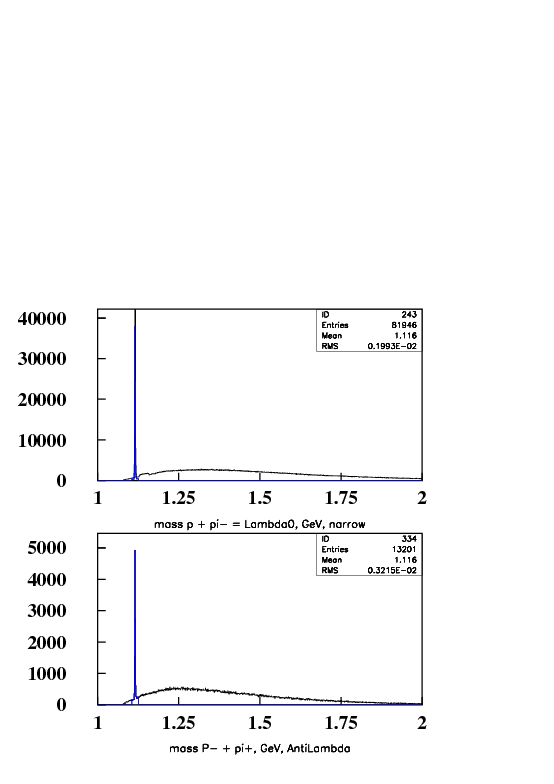 40000
30000
20000
10000
0
ID 243
Entries 81946
Mean 1.116
RMS 0.1993E-02
1 1.25 1.5 1.75 2
mass p + pi- = Lambda0, GeV, narrow
5000
4000
3000
2000
1000
0
ID 334
Entries 13201
Mean 1.116
RMS 0.3215E-02
1 1.25 1.5 1.75 2
mass P- + pi+, GeV, AntiLambda